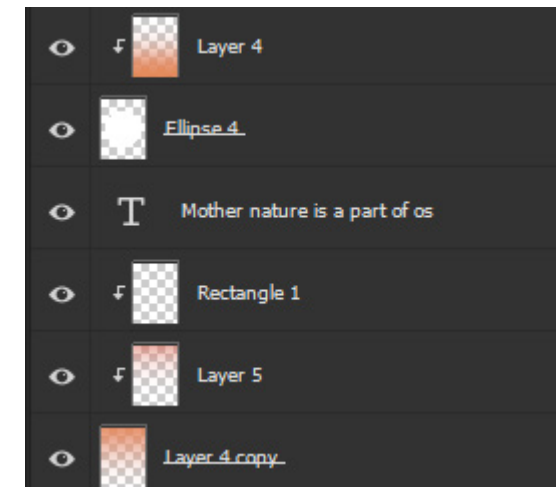 Layer 4
Ellipse 4
T Mother nature is a part of os
Rectangle 1
Layer 5
Layer 4 copy